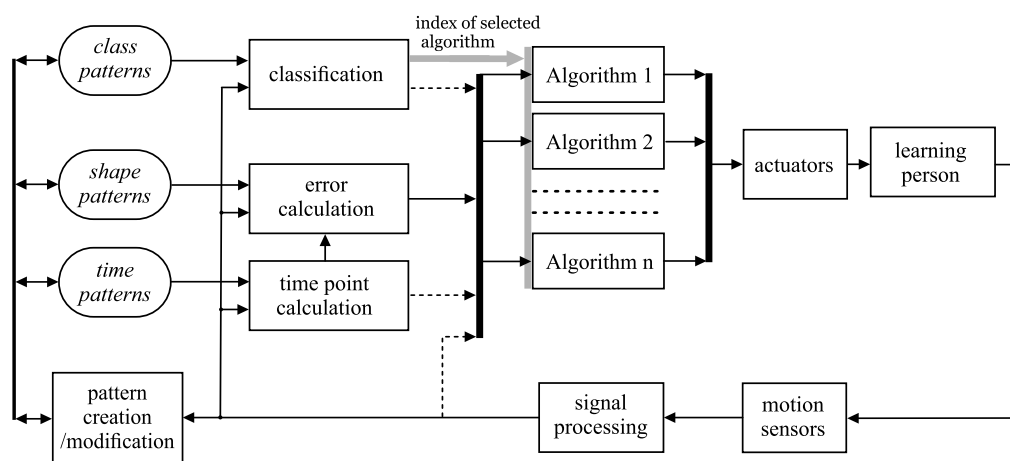 index of selected
algorithm
class
patterns
classification
Algorithm 1
Algorithm 2
shape
patterns
error
calculation
actuators
learning
person
time
patterns
time point
calculation
Algorithm n
pattern
creation
/modification
signal
processing
motion
sensors